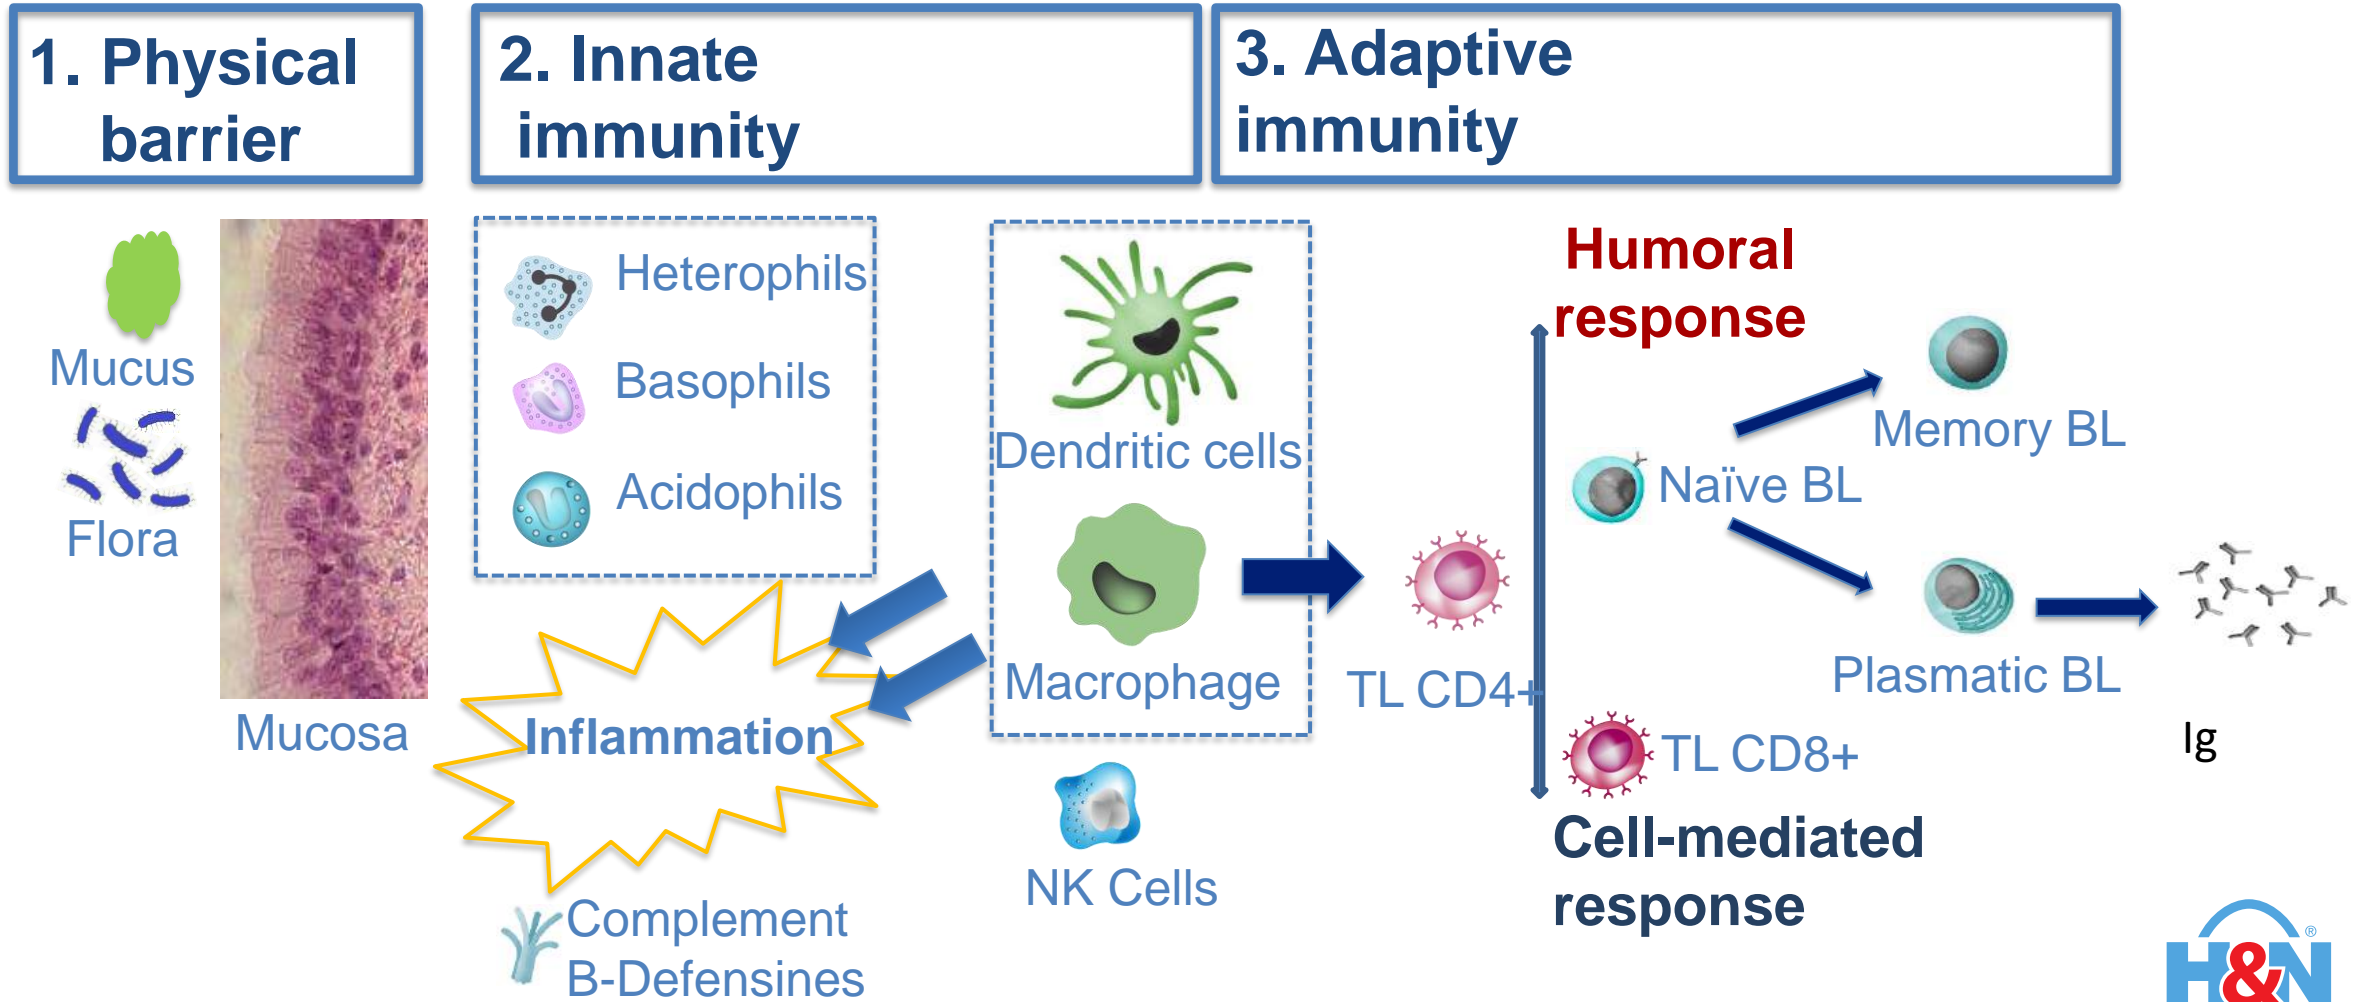 1. Physical
barrier
2. Innate
immunity
3. Adaptive
immunity
Mucus
Flora
Mucosa
Heterophils
Basophils
Acidophils
Inflammation
Complement
B-Defensines
Dendritic cells
Macrophage
NK Cells
TL CD4+
Humoral
response
Naïve BL
Memory BL
Plasmatic BL
Ig
TL CD8+
Cell-mediated
response
H&N
®